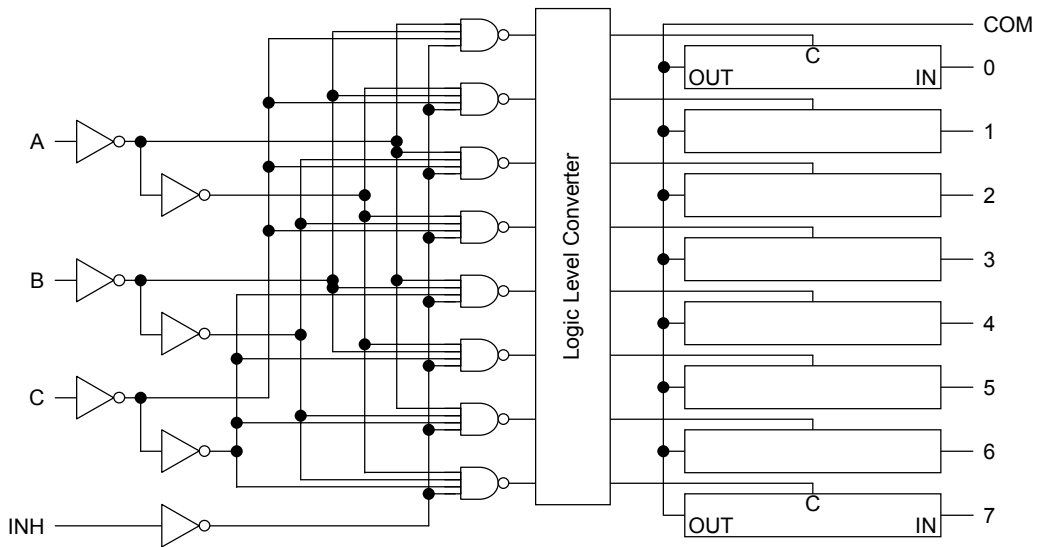 COM
C
OUT IN 0
1
A
2
Logic Level Converter
3
B
4
5
C
6
C
OUT IN 7
INH